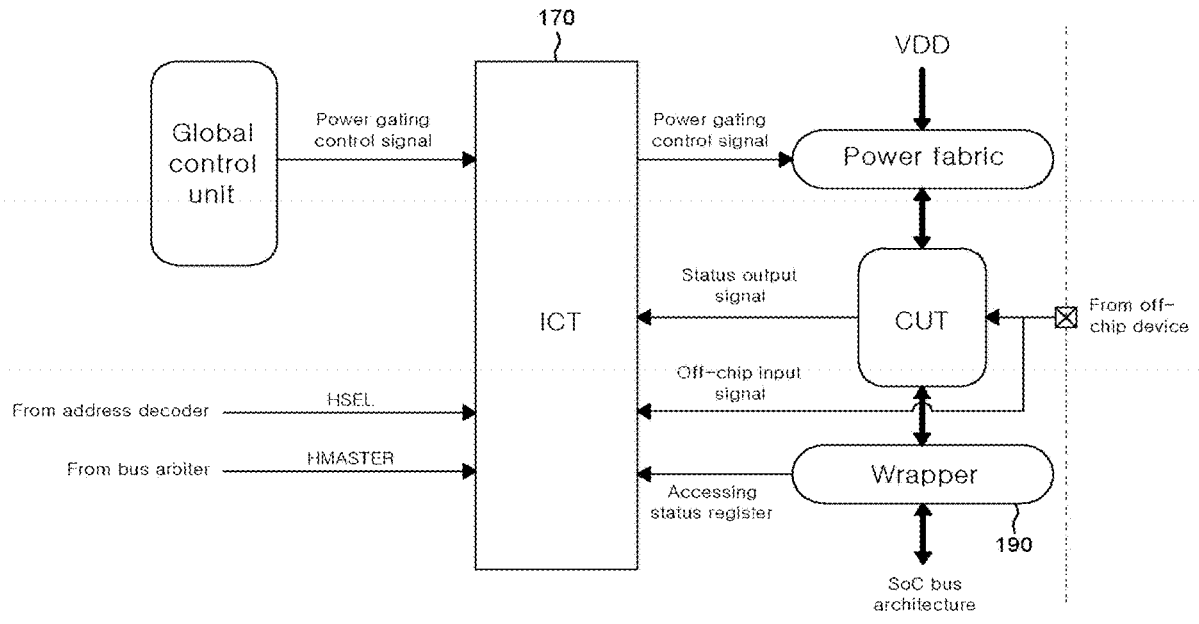 170
VDD
Global
control
unit
Power gating
control signal
Power gating
control signal
Power fabric
ICT
Status output
signal
CUT
From off-
chip device
Off-chip input
signal
From address decoder
HSEL
From bus arbiter
HMASTER
Wrapper
Accessing
status register
190
SoC bus
architecture